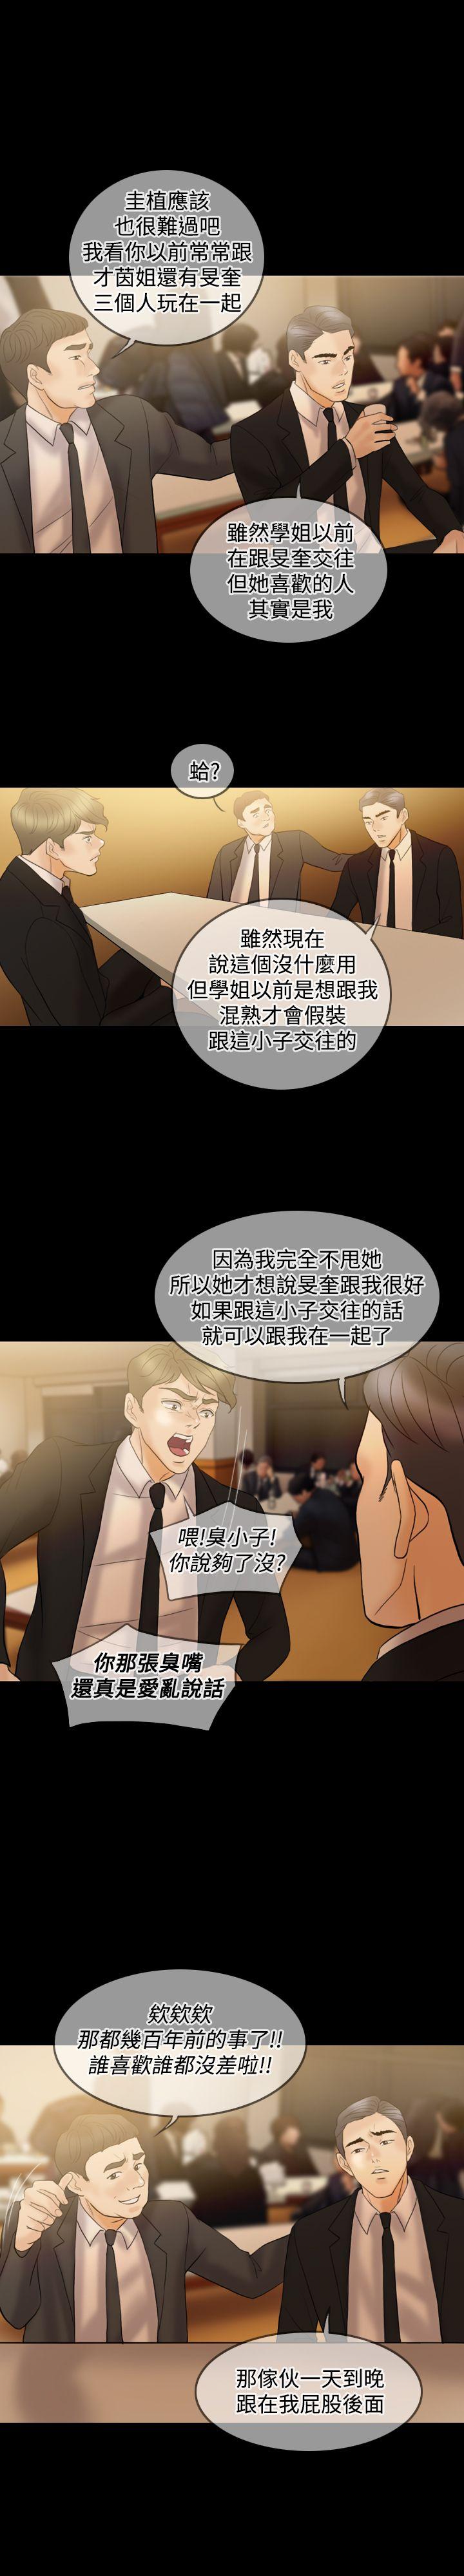 圭植應該
也很難過吧
我看你以前常常跟
才茵姐還有旻奎
三個人玩在一起
雖然學姐以前
在跟旻奎交往
但她喜歡的人
其實是我
蛤?
雖然現在
說這個沒什麼用
但學姐以前是想跟我
混熟才會假裝
跟這小子交往的
因為我完全不甩她
所以她才想說旻奎跟我很好
如果跟這小子交往的話
就可以跟我在一起了
喂!臭小子!
你說夠了沒?
你那張臭嘴
還真是愛亂說話
欸欸欸
那都幾百年前的事了!!
誰喜歡誰都沒差啦!!
那傢伙一天到晚
跟在我屁股後面